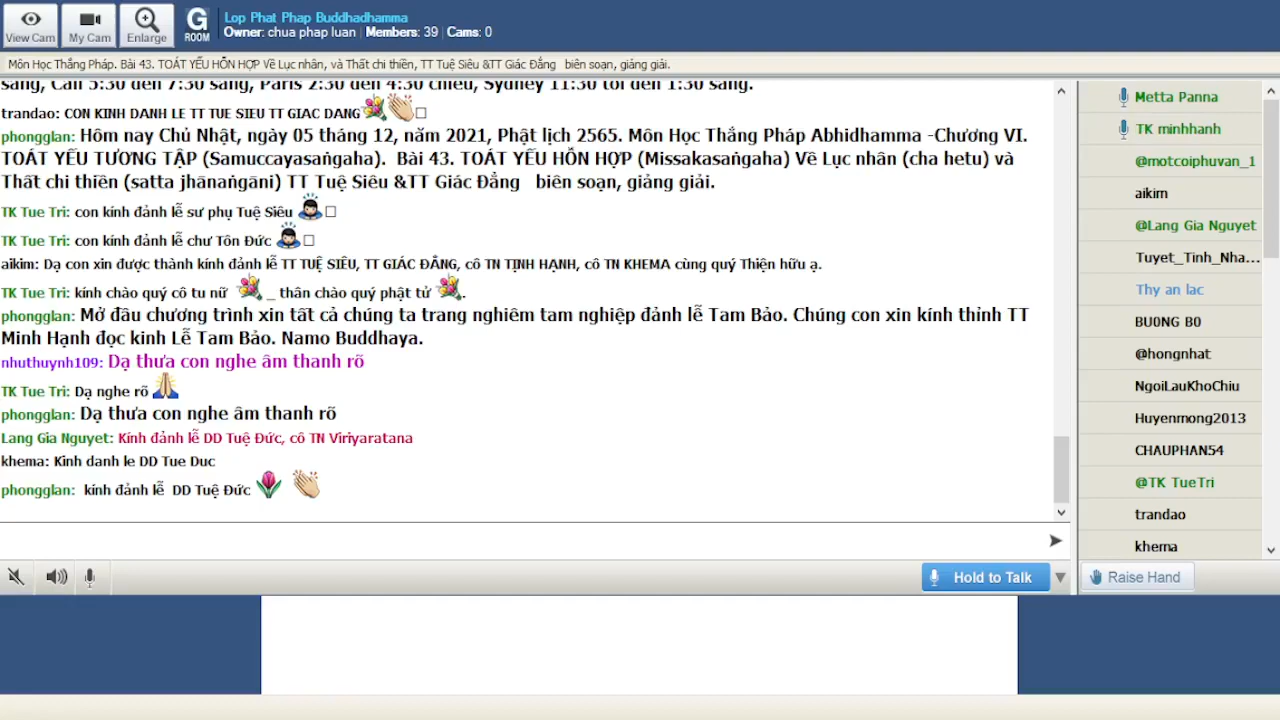 View Cam
My Cam
Enlarge
G
ROOM
Lop Phat Phap Buddhadhamma
Owner: chua phap luan | Members: 39 | Cams: 0
Môn Học Thắng Pháp. Bài 43. TOÁT YẾU HỖN HỢP Về Lục nhân, và Thất chi thiền, TT Tuệ Siêu &TT Giác Đẳng biên soạn, giảng giải.
sáng, Cali 5:30 đến 7:30 sáng, Paris 2:30 đến 4:30 chiều, Sydney 11:30 tối đến 1:30 sáng.
trandao: CON KINH DANH LE TT TUE SIEU TT GIAC DANG
phongglan: Hôm nay Chủ Nhật, ngày 05 tháng 12, năm 2021, Phật lịch 2565. Môn Học Thắng Pháp Abhidhamma -Chương VI.
TOÁT YẾU TƯƠNG TẬP (Samuccayasaṅgaha). Bài 43. TOÁT YẾU HỖN HỢP (Missakasaṅgaha) Về Lục nhân (cha hetu) và
Thất chi thiền (satta jhānaṅgāni) TT Tuệ Siêu &TT Giác Đẳng biên soạn, giảng giải.
TK Tue Tri: con kính đảnh lễ sư phụ Tuệ Siêu
TK Tue Tri: con kính đảnh lễ chư Tôn Đức
aikim: Dạ con xin được thành kính đảnh lễ TT TUỆ SIÊU, TT GIÁC ĐẲNG, cô TN TỊNH HẠNH, cô TN KHEMA cùng quý Thiện hữu ạ.
TK Tue Tri: kính chào quý cô tu nữ _ thân chào quý phật tử .
phongglan: Mở đầu chương trình xin tất cả chúng ta trang nghiêm tam nghiệp đảnh lễ Tam Bảo. Chúng con xin kính thỉnh TT
Minh Hạnh đọc kinh Lễ Tam Bảo. Namo Buddhaya.
nhuthuynh109: Dạ thưa con nghe âm thanh rõ
TK Tue Tri: Dạ nghe rõ
phongglan: Dạ thưa con nghe âm thanh rõ
Lang Gia Nguyet: Kính đảnh lễ DD Tuệ Đức, cô TN Viriyaratana
khema: Kinh danh le DD Tue Duc
phongglan: kính đảnh lễ DD Tuệ Đức
Metta Panna
TK minhhanh
@motcoiphuvan_1
aikim
@Lang Gia Nguyet
Tuyet_Tinh_Nha...
Thy an lac
BU0NG B0
@hongnhat
NgoiLauKhoChiu
Huyenmong2013
CHAUPHAN54
@TK TueTri
trandao
khema
Hold to Talk
Raise Hand